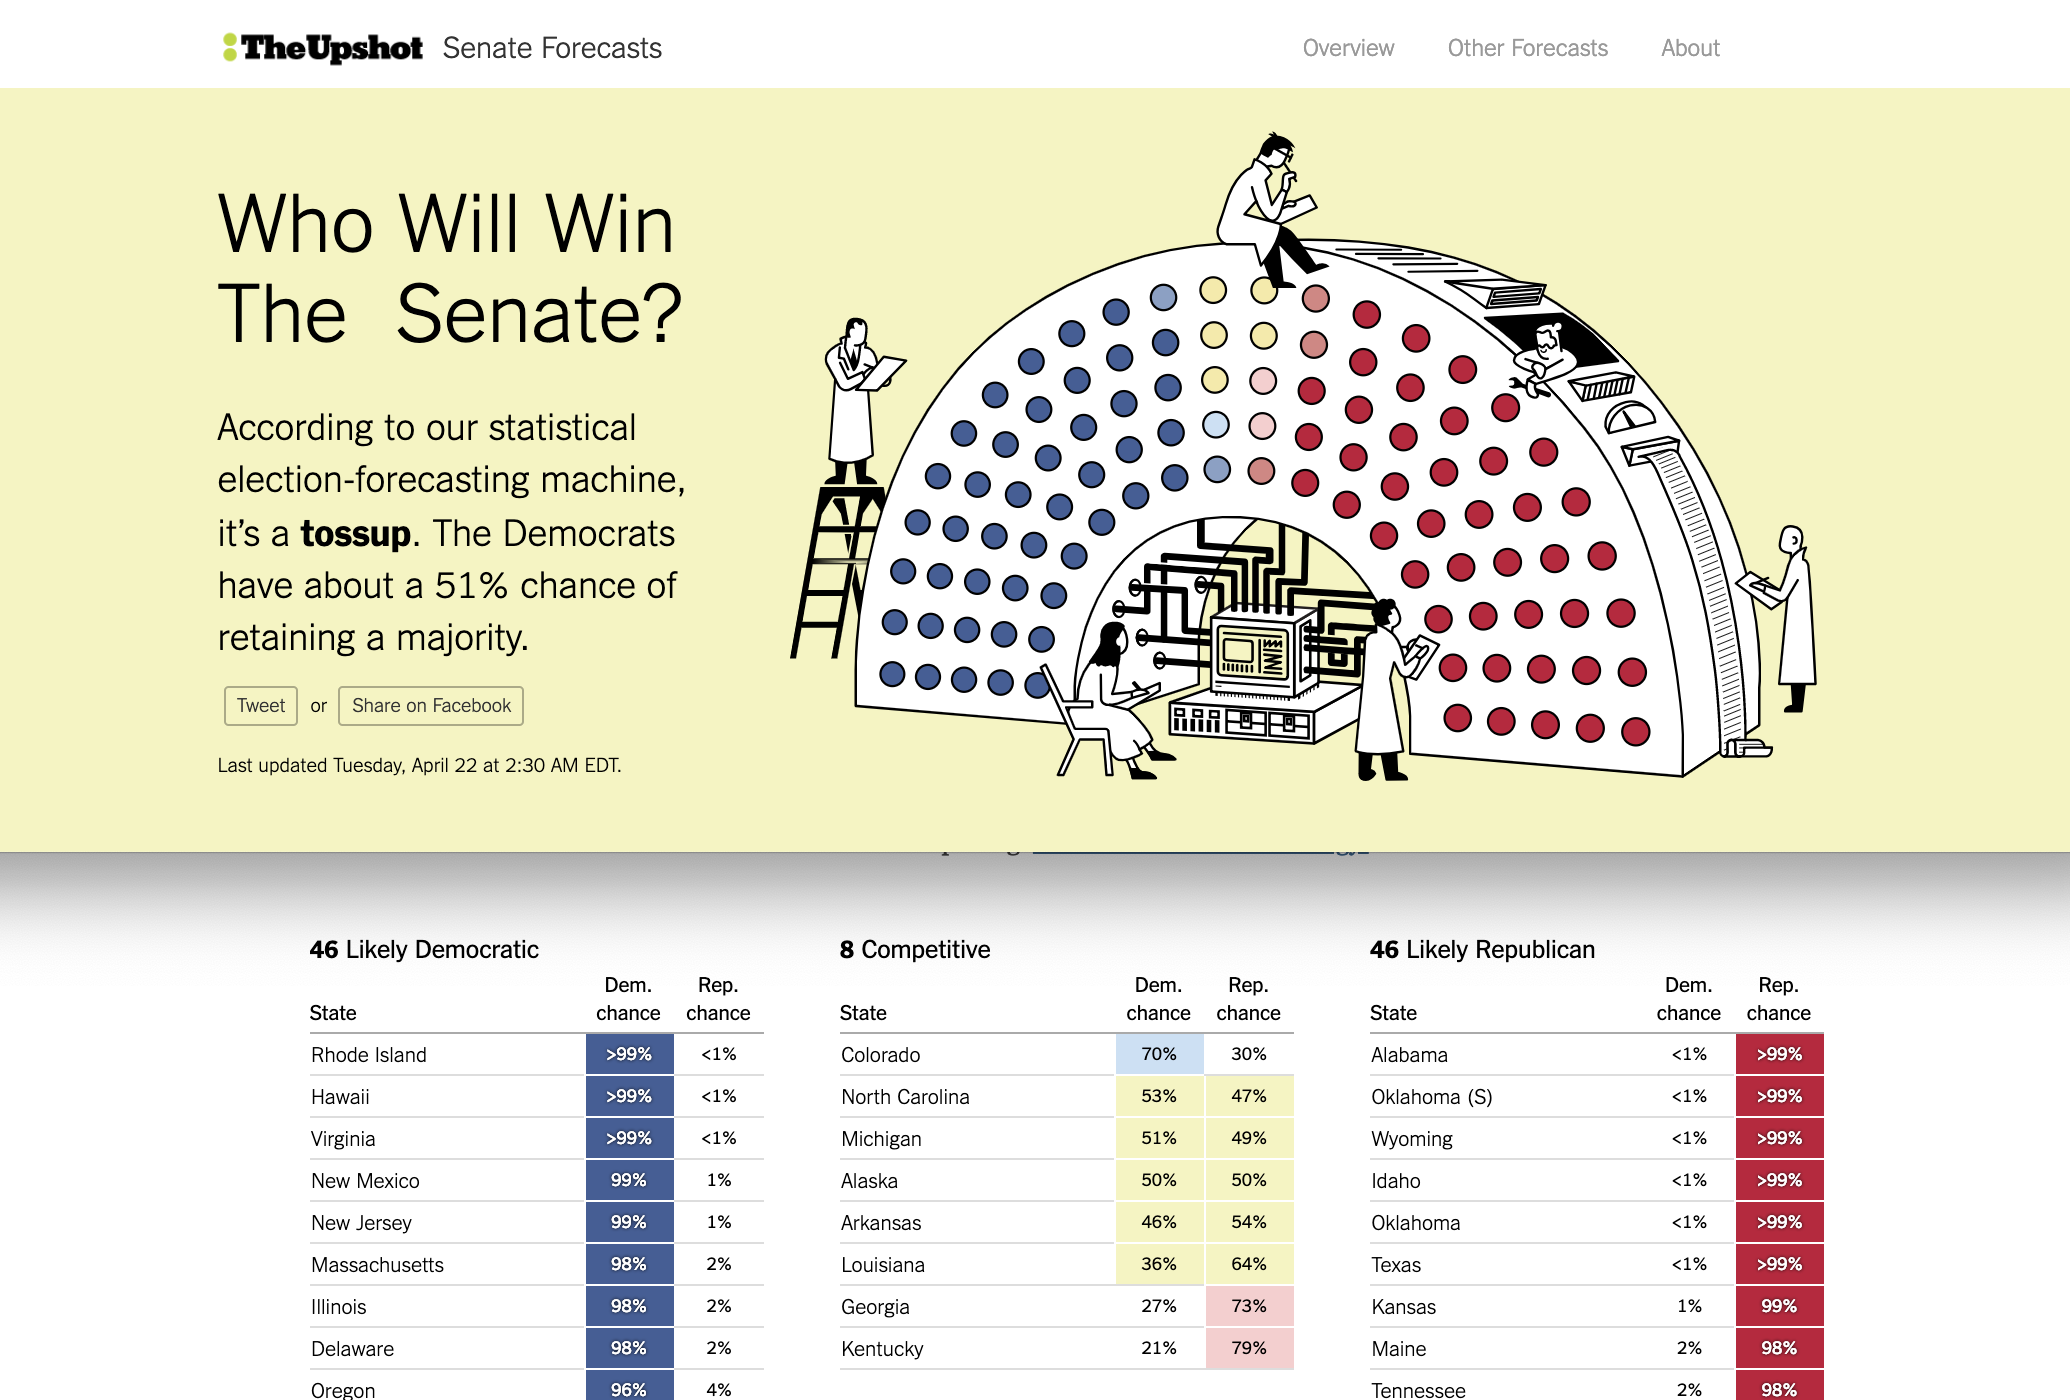 TheUpshot Senate Forecasts
Overview Other Forecasts About
Who Will Win
The Senate?
According to our statistical
election-forecasting machine,
it's a tossup. The Democrats
have about a 51% chance of
retaining a majority.
Tweet or Share on Facebook
Last updated Tuesday, April 22 at 2:30 AM EDT.
46 Likely Democratic
State Dem. chance Rep. chance
Rhode Island >99% <1%
Hawaii >99% <1%
Virginia >99% <1%
New Mexico 99% 1%
New Jersey 99% 1%
Massachusetts 98% 2%
Illinois 98% 2%
Delaware 98% 2%
Oregon 96% 4%
8 Competitive
State Dem. chance Rep. chance
Colorado 70% 30%
North Carolina 53% 47%
Michigan 51% 49%
Alaska 50% 50%
Arkansas 46% 54%
Louisiana 36% 64%
Georgia 27% 73%
Kentucky 21% 79%
46 Likely Republican
State Dem. chance Rep. chance
Alabama <1% >99%
Oklahoma (S) <1% >99%
Wyoming <1% >99%
Idaho <1% >99%
Oklahoma <1% >99%
Texas <1% >99%
Kansas 1% 99%
Maine 2% 98%
Tennessee 2% 98%